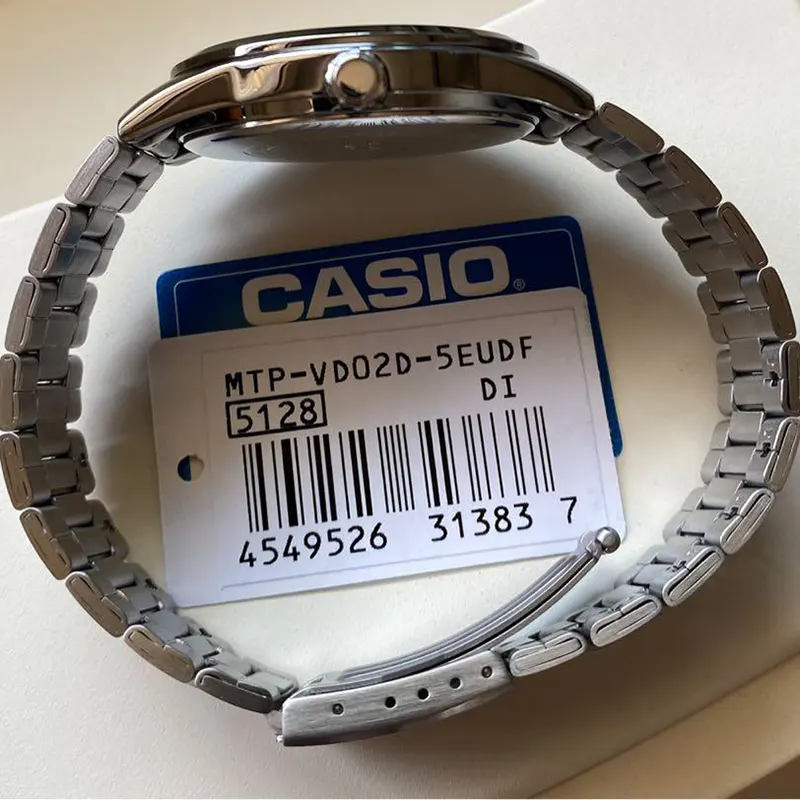 CASIO®
MTP-VD02D-5EUDF
DI
5128
4549526 31383 7